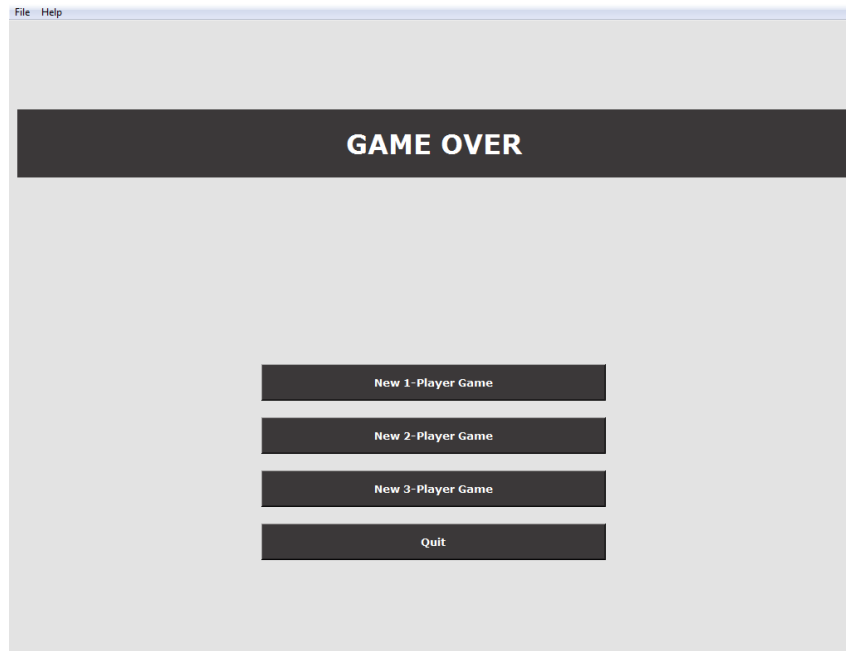 File Help
GAME OVER
New 1-Player Game
New 2-Player Game
New 3-Player Game
Quit